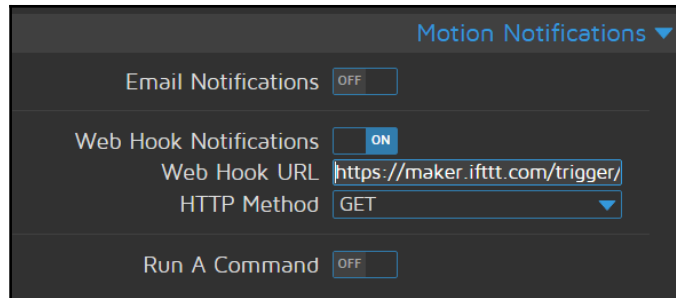 Motion Notifications
Email Notifications OFF
Web Hook Notifications ON
Web Hook URL https://maker.ifttt.com/trigger/
HTTP Method GET
Run A Command OFF